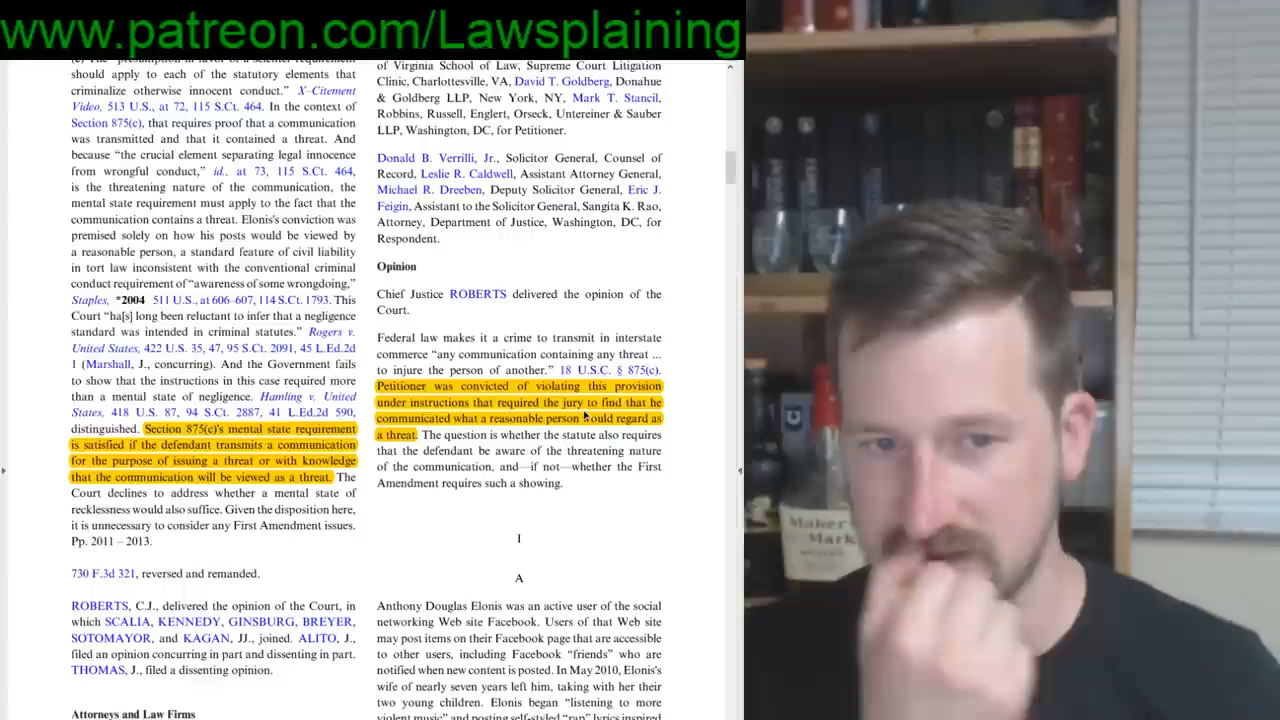 www.patreon.com/Lawsplaining
(c) The "presumption in favor of a scienter requirement
should apply to each of the statutory elements that
criminalize otherwise innocent conduct." X–Citement
Video, 513 U.S., at 72, 115 S.Ct. 464. In the context of
Section 875(c), that requires proof that a communication
was transmitted and that it contained a threat. And
because "the crucial element separating legal innocence
from wrongful conduct," id., at 73, 115 S.Ct. 464,
is the threatening nature of the communication, the
mental state requirement must apply to the fact that the
communication contains a threat. Elonis's conviction was
premised solely on how his posts would be viewed by
a reasonable person, a standard feature of civil liability
in tort law inconsistent with the conventional criminal
conduct requirement of "awareness of some wrongdoing,"
Staples, *2004 511 U.S., at 606–607, 114 S.Ct. 1793. This
Court "ha[s] long been reluctant to infer that a negligence
standard was intended in criminal statutes." Rogers v.
United States, 422 U.S. 35, 47, 95 S.Ct. 2091, 45 L.Ed.2d
1 (Marshall, J., concurring). And the Government fails
to show that the instructions in this case required more
than a mental state of negligence. Hamling v. United
States, 418 U.S. 87, 94 S.Ct. 2887, 41 L.Ed.2d 590,
distinguished. Section 875(c)'s mental state requirement
is satisfied if the defendant transmits a communication
for the purpose of issuing a threat or with knowledge
that the communication will be viewed as a threat. The
Court declines to address whether a mental state of
recklessness would also suffice. Given the disposition here,
it is unnecessary to consider any First Amendment issues.
Pp. 2011 – 2013.
730 F.3d 321, reversed and remanded.
ROBERTS, C.J., delivered the opinion of the Court, in
which SCALIA, KENNEDY, GINSBURG, BREYER,
SOTOMAYOR, and KAGAN, JJ., joined. ALITO, J.,
filed an opinion concurring in part and dissenting in part.
THOMAS, J., filed a dissenting opinion.
Attorneys and Law Firms
of Virginia School of Law, Supreme Court Litigation
Clinic, Charlottesville, VA, David T. Goldberg, Donahue
& Goldberg LLP, New York, NY, Mark T. Stancil,
Robbins, Russell, Englert, Orseck, Untereiner & Sauber
LLP, Washington, DC, for Petitioner.
Donald B. Verrilli, Jr., Solicitor General, Counsel of
Record, Leslie R. Caldwell, Assistant Attorney General,
Michael R. Dreeben, Deputy Solicitor General, Eric J.
Feigin, Assistant to the Solicitor General, Sangita K. Rao,
Attorney, Department of Justice, Washington, DC, for
Respondent.
Opinion
Chief Justice ROBERTS delivered the opinion of the
Court.
Federal law makes it a crime to transmit in interstate
commerce "any communication containing any threat ...
to injure the person of another." 18 U.S.C. § 875(c).
Petitioner was convicted of violating this provision
under instructions that required the jury to find that he
communicated what a reasonable person would regard as
a threat. The question is whether the statute also requires
that the defendant be aware of the threatening nature
of the communication, and—if not—whether the First
Amendment requires such a showing.
I
A
Anthony Douglas Elonis was an active user of the social
networking Web site Facebook. Users of that Web site
may post items on their Facebook page that are accessible
to other users, including Facebook "friends" who are
notified when new content is posted. In May 2010, Elonis's
wife of nearly seven years left him, taking with her their
two young children. Elonis began "listening to more
violent music" and posting self-styled "rap" lyrics inspired
Maker's
Mark